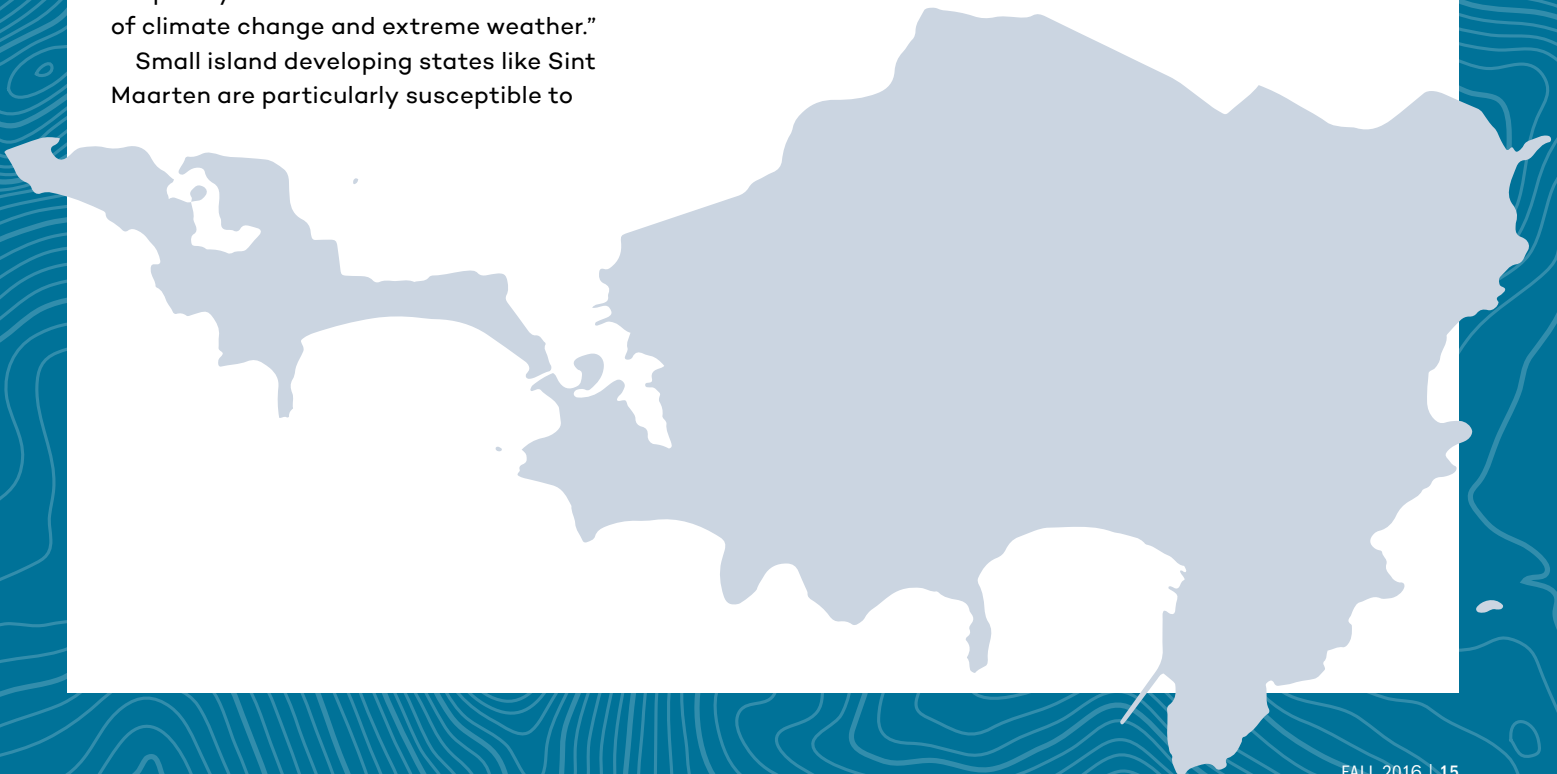 of climate change and extreme weather.”
Small island developing states like Sint
Maarten are particularly susceptible to
FALL 2016 | 15